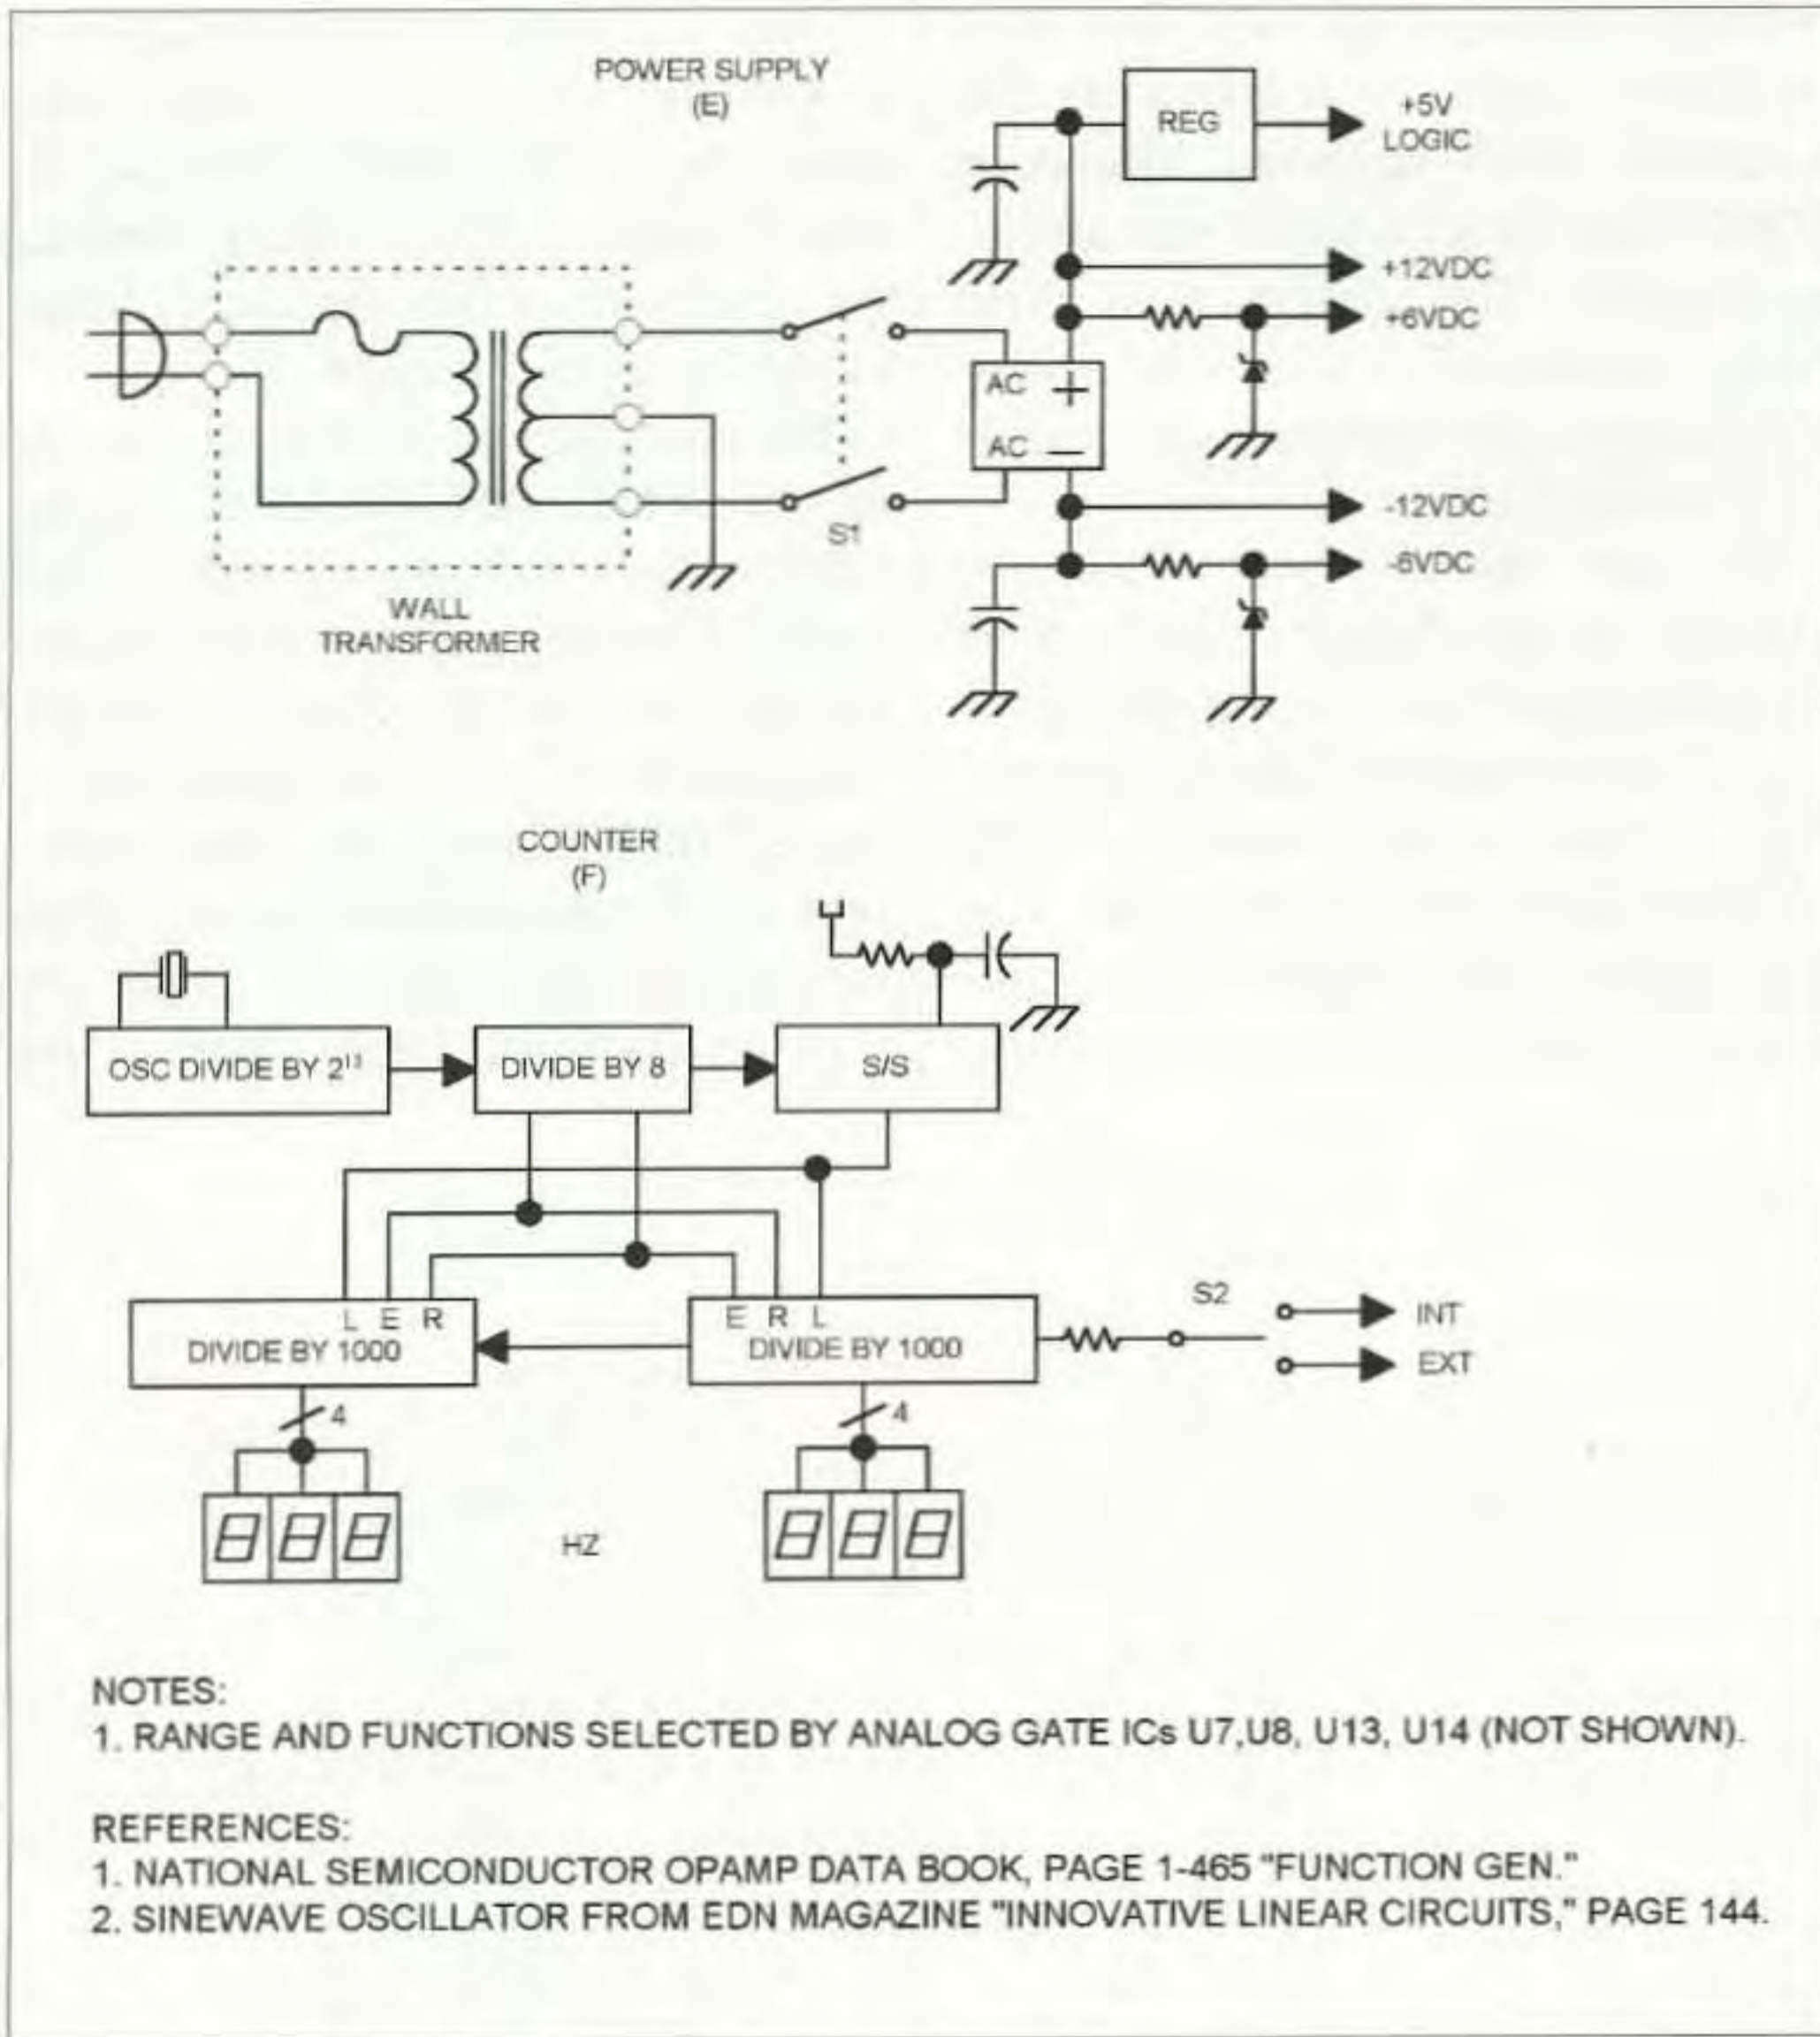 POWER SUPPLY
(E)
REG
+5V
LOGIC
+12VDC
+6VDC
AC +
AC —
-12VDC
-6VDC
S1
WALL
TRANSFORMER
COUNTER
(F)
OSC DIVIDE BY 2¹³
DIVIDE BY 8
S/S
L E R
DIVIDE BY 1000
E R L
DIVIDE BY 1000
S2
INT
EXT
4
4
888
HZ
888
NOTES:
1. RANGE AND FUNCTIONS SELECTED BY ANALOG GATE ICs U7,U8, U13, U14 (NOT SHOWN).
REFERENCES:
1. NATIONAL SEMICONDUCTOR OPAMP DATA BOOK, PAGE 1-465 "FUNCTION GEN."
2. SINEWAVE OSCILLATOR FROM EDN MAGAZINE "INNOVATIVE LINEAR CIRCUITS," PAGE 144.